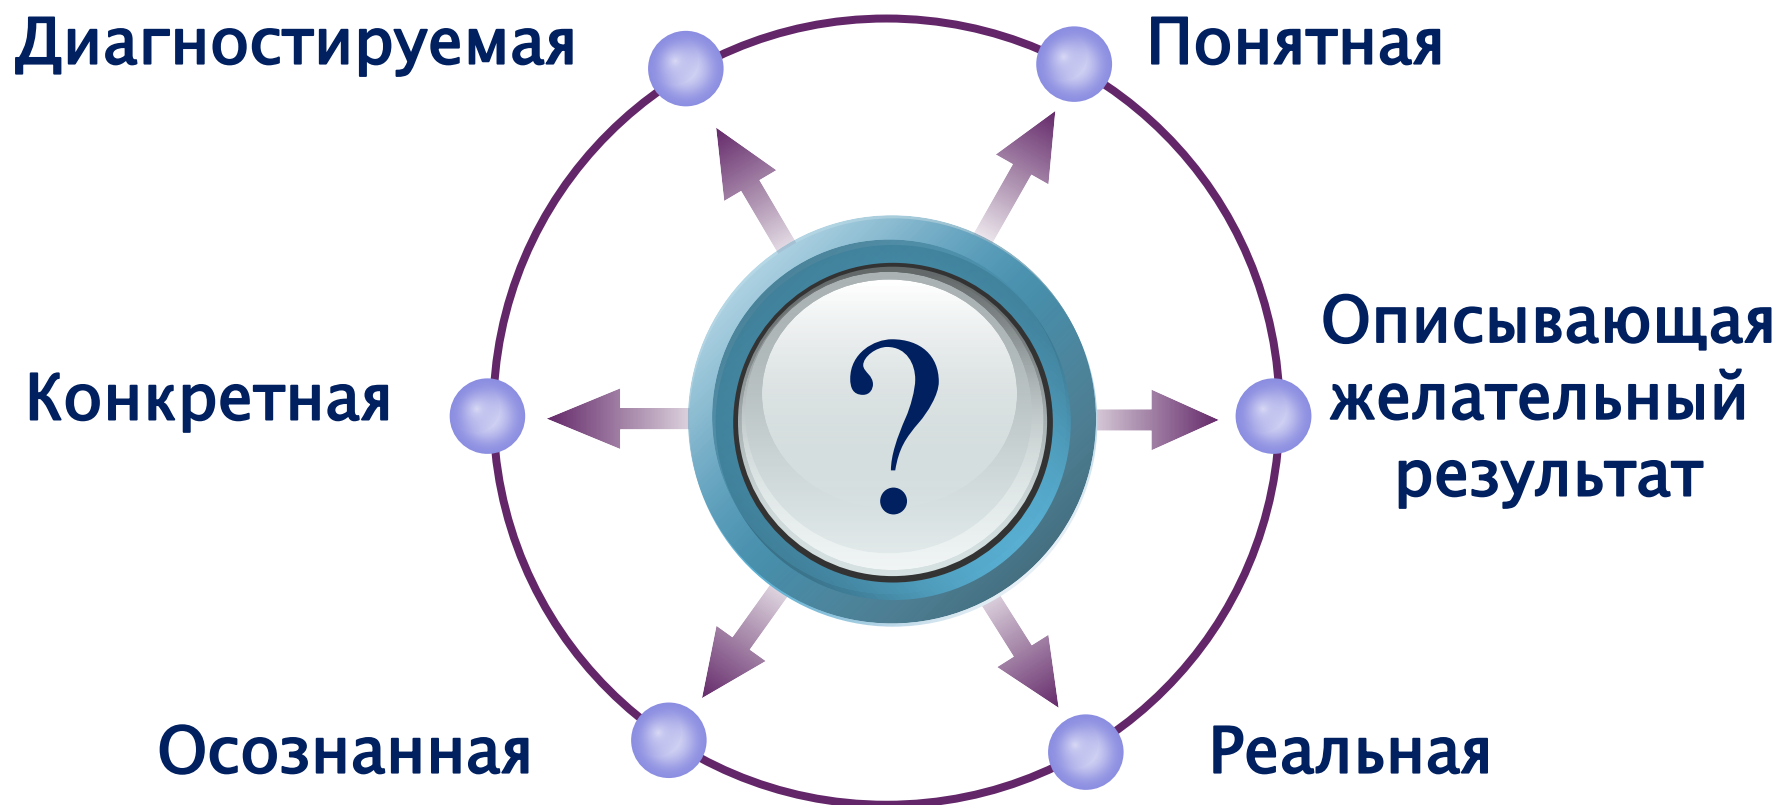 Диагностируемая
Понятная
Описывающая
желательный
результат
Конкретная
?
Осознанная
Реальная